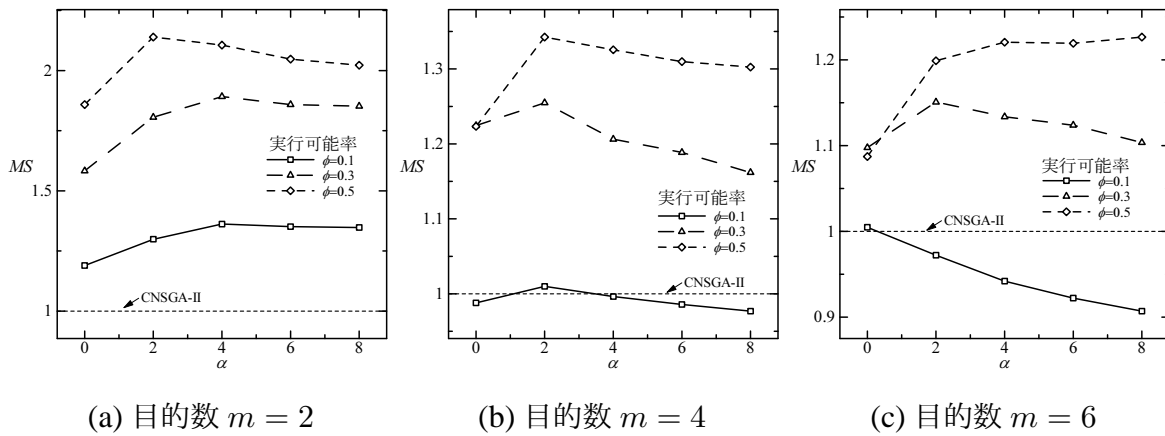 2
1.5
1
MS
0 2 4 6 8
α
実行可能率
ϕ=0.1
ϕ=0.3
ϕ=0.5
CNSGA-II
(a) 目的数 m = 2
1.3
1.2
1.1
1
MS
0 2 4 6 8
α
実行可能率
ϕ=0.1
ϕ=0.3
ϕ=0.5
CNSGA-II
(b) 目的数 m = 4
1.2
1.1
1
0.9
MS
0 2 4 6 8
α
実行可能率
ϕ=0.1
ϕ=0.3
ϕ=0.5
CNSGA-II
(c) 目的数 m = 6